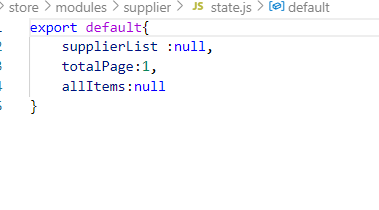 store > modules > supplier > JS state.js > default
export default{
supplierList :null,
totalPage:1,
allItems:null
}